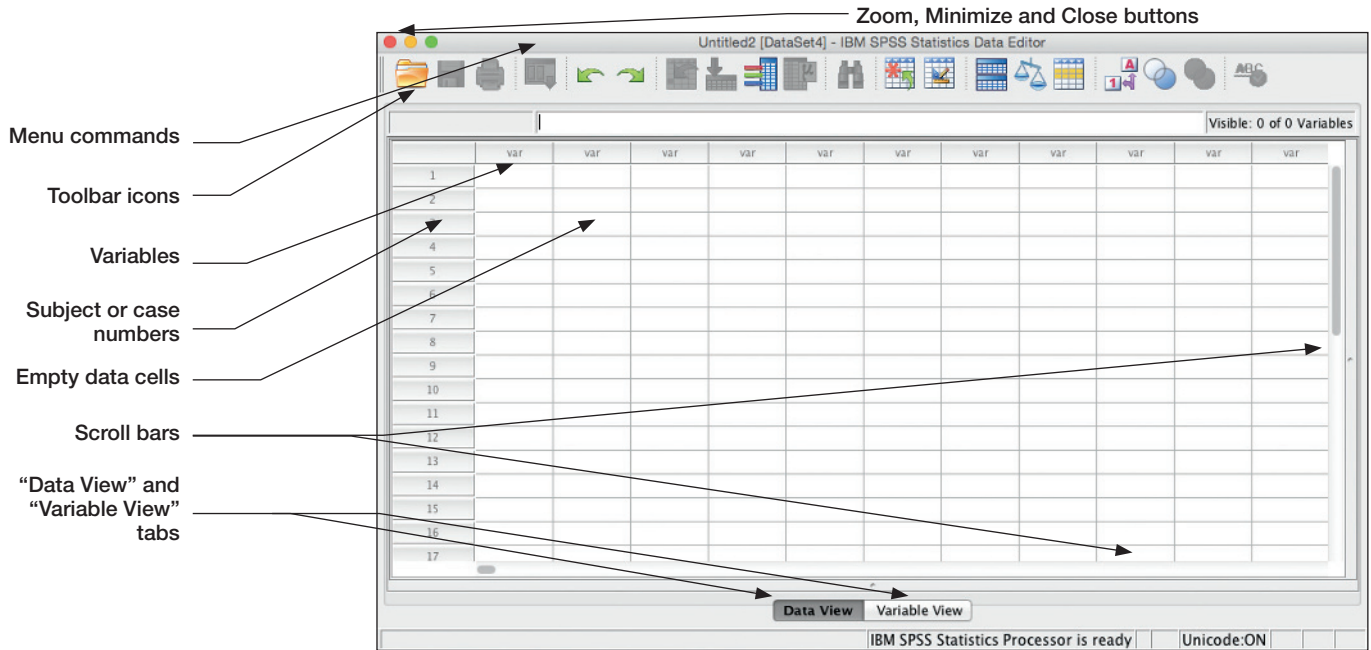 Zoom, Minimize and Close buttons
Untitled2 [DataSet4] - IBM SPSS Statistics Data Editor
A
1
μ
ABC
Menu commands
Toolbar icons
Variables
Subject or case
numbers
Empty data cells
Scroll bars
“Data View” and
“Variable View”
tabs
Visible: 0 of 0 Variables
var var var var var var var var var var var
1
2
3
4
5
6
7
8
9
10
11
12
13
14
15
16
17
Data View Variable View
IBM SPSS Statistics Processor is ready Unicode:ON